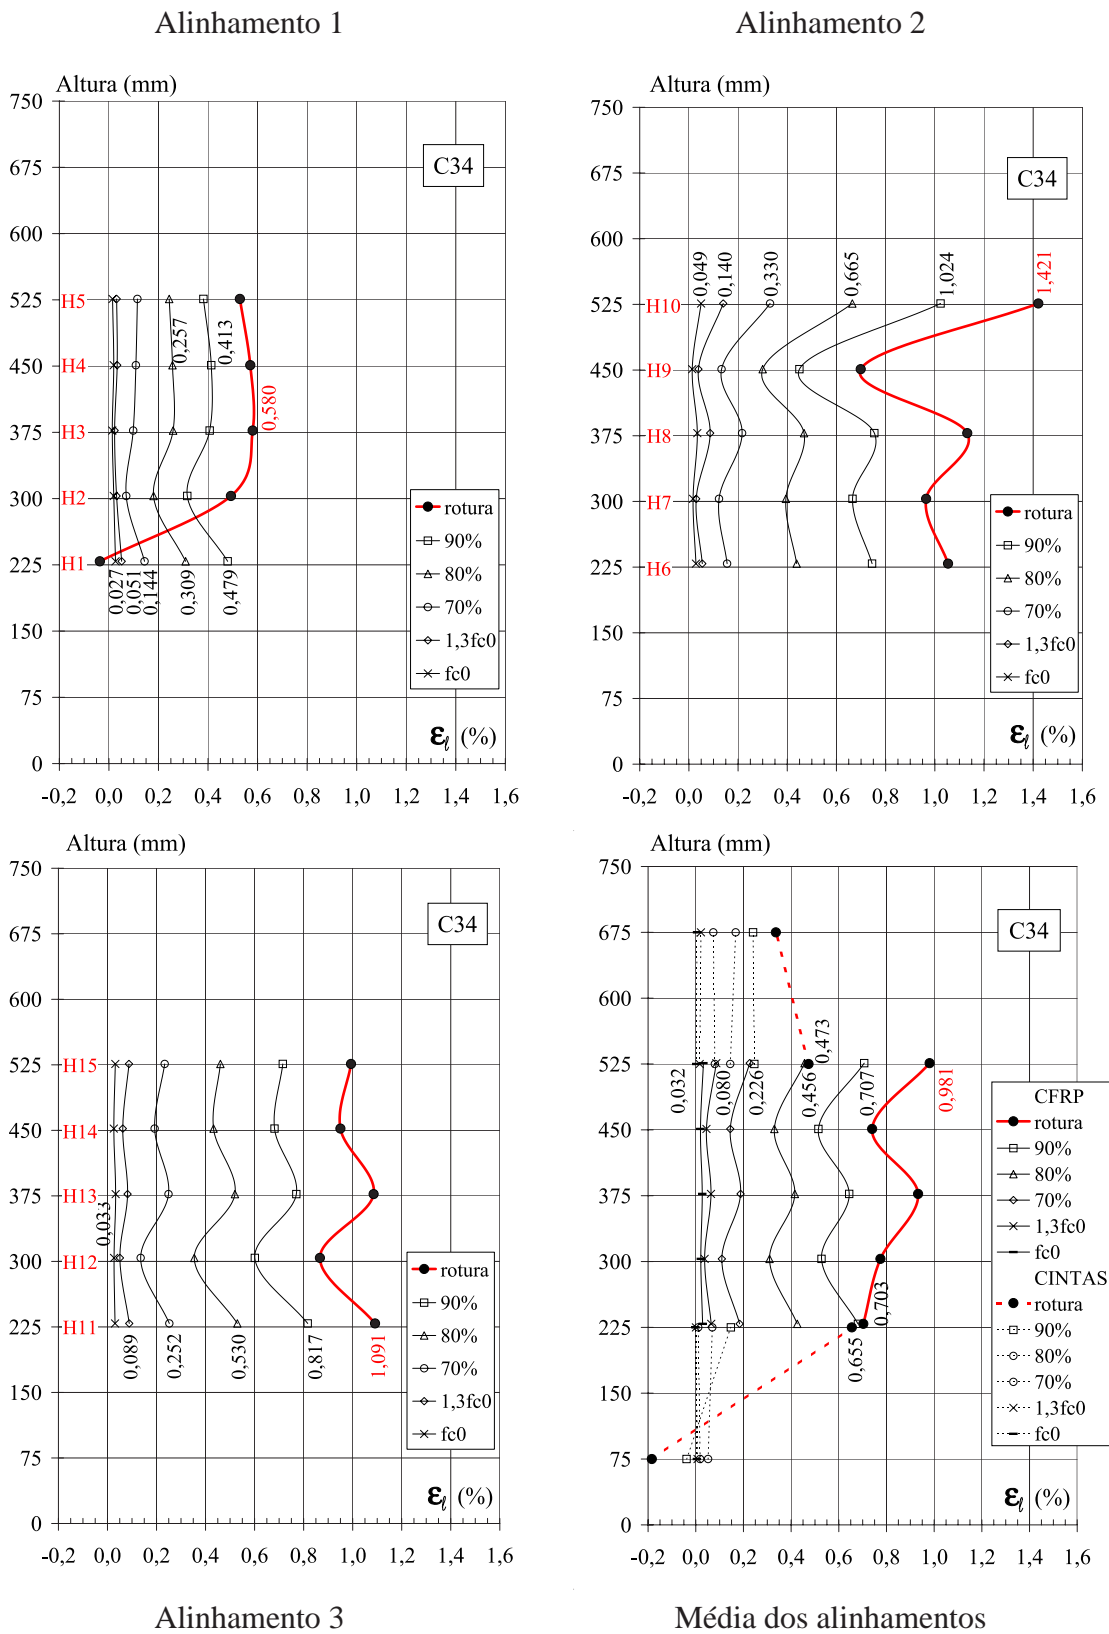 Alinhamento 1
Altura (mm)
750
675
600
525
450
375
300
225
150
75
0
-0,2 0,0 0,2 0,4 0,6 0,8 1,0 1,2 1,4 1,6
C34
H5
H4
H3
H2
H1
0,257
0,413
0,580
0,027
0,051
0,144
0,309
0,479
rotura
90%
80%
70%
1,3fc0
fc0
εℓ (%)
Alinhamento 2
Altura (mm)
750
675
600
525
450
375
300
225
150
75
0
-0,2 0,0 0,2 0,4 0,6 0,8 1,0 1,2 1,4 1,6
C34
H10
H9
H8
H7
H6
0,049
0,140
0,330
0,665
1,024
1,421
rotura
90%
80%
70%
1,3fc0
fc0
εℓ (%)
Altura (mm)
750
675
600
525
450
375
300
225
150
75
0
-0,2 0,0 0,2 0,4 0,6 0,8 1,0 1,2 1,4 1,6
C34
H15
H14
H13
H12
H11
0,033
0,089
0,252
0,530
0,817
1,091
rotura
90%
80%
70%
1,3fc0
fc0
εℓ (%)
Alinhamento 3
Altura (mm)
750
675
600
525
450
375
300
225
150
75
0
-0,2 0,0 0,2 0,4 0,6 0,8 1,0 1,2 1,4 1,6
C34
0,032
0,080
0,226
0,456
0,473
0,707
0,981
0,703
0,655
CFRP
rotura
90%
80%
70%
1,3fc0
fc0
CINTAS
rotura
90%
80%
70%
1,3fc0
fc0
εℓ (%)
Média dos alinhamentos